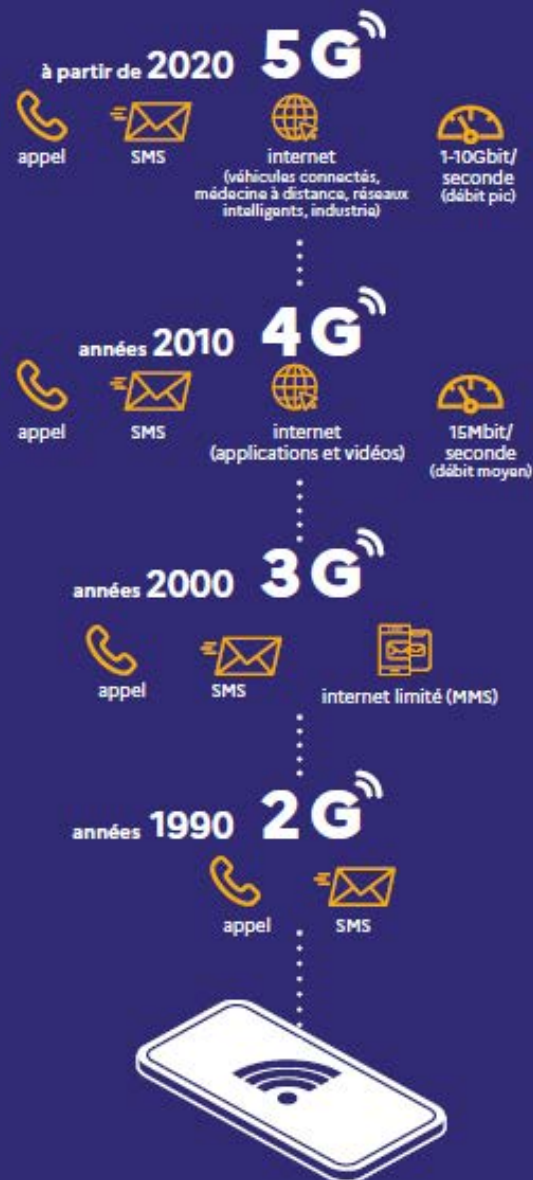 à partir de 2020 5G
appel
SMS
internet
(véhicules connectés,
médecine à distance, réseaux
intelligents, industrie)
1-10Gbit/
seconde
(débit pic)
années 2010 4G
appel
SMS
internet
(applications et vidéos)
15Mbit/
seconde
(débit moyen)
années 2000 3G
appel
SMS
internet limité (MMS)
années 1990 2G
appel
SMS